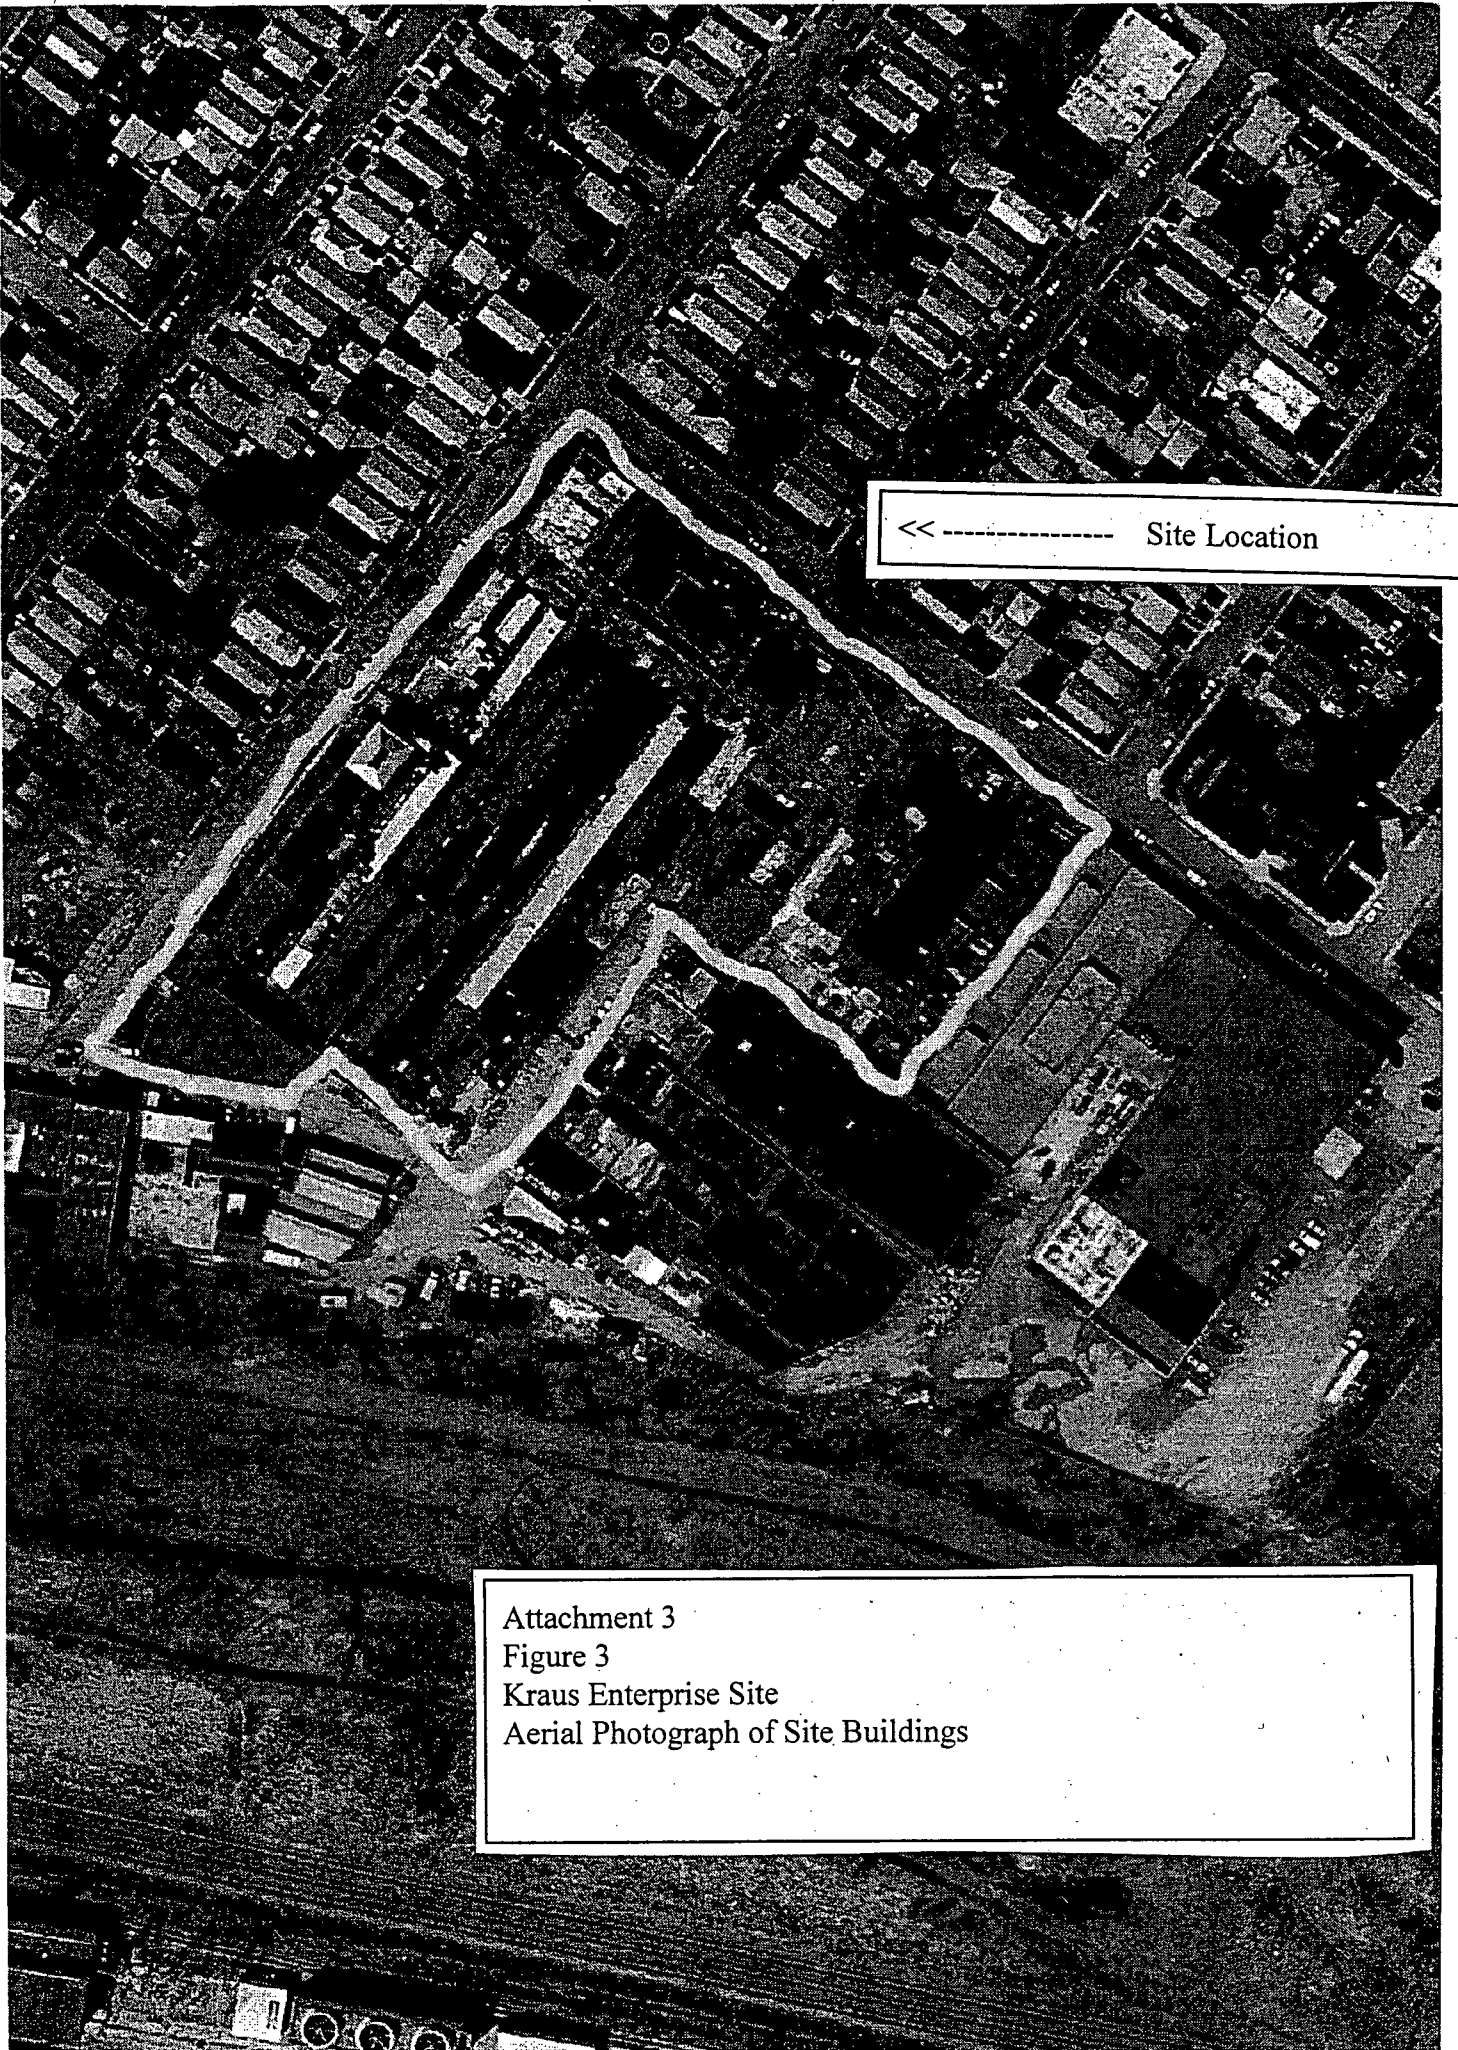 << ---------------- Site Location
Attachment 3
Figure 3
Kraus Enterprise Site
Aerial Photograph of Site Buildings